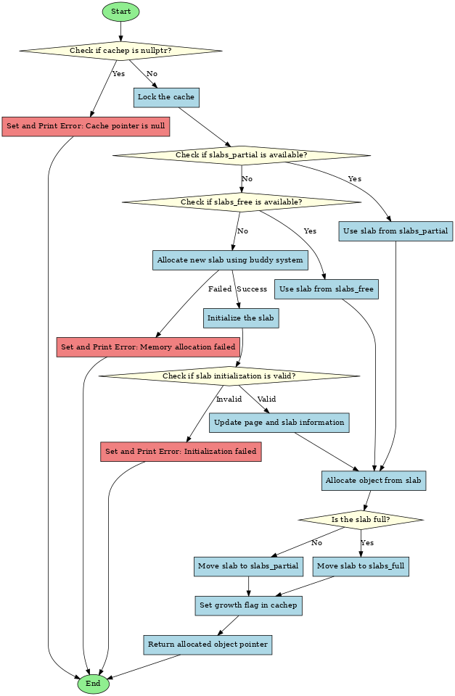 Start
Check if cachep is nullptr?
Yes
No
Lock the cache
Set and Print Error: Cache pointer is null
Check if slabs_partial is available?
No
Yes
Check if slabs_free is available?
Use slab from slabs_partial
No
Yes
Allocate new slab using buddy system
Failed
Success
Use slab from slabs_free
Initialize the slab
Set and Print Error: Memory allocation failed
Check if slab initialization is valid?
Invalid
Valid
Update page and slab information
Set and Print Error: Initialization failed
Allocate object from slab
Is the slab full?
No
Yes
Move slab to slabs_partial
Move slab to slabs_full
Set growth flag in cachep
Return allocated object pointer
End